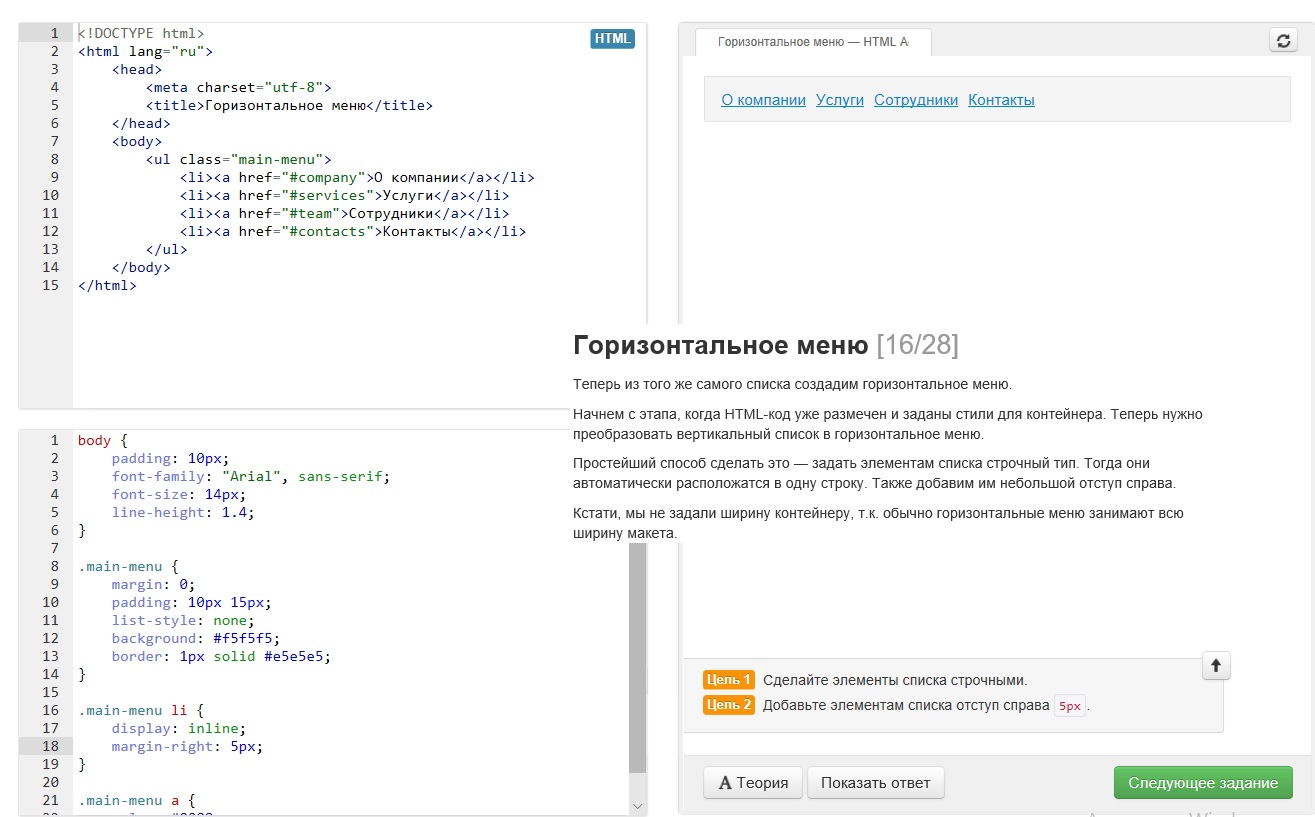 1 <!DOCTYPE html>
2 <html lang="ru">
3     <head>
4         <meta charset="utf-8">
5         <title>Горизонтальное меню</title>
6     </head>
7     <body>
8         <ul class="main-menu">
9             <li><a href="#company">О компании</a></li>
10             <li><a href="#services">Услуги</a></li>
11             <li><a href="#team">Сотрудники</a></li>
12             <li><a href="#contacts">Контакты</a></li>
13         </ul>
14     </body>
15 </html>
HTML
1 body {
2     padding: 10px;
3     font-family: "Arial", sans-serif;
4     font-size: 14px;
5     line-height: 1.4;
6 }
7
8 .main-menu {
9     margin: 0;
10     padding: 10px 15px;
11     list-style: none;
12     background: #f5f5f5;
13     border: 1px solid #e5e5e5;
14 }
15
16 .main-menu li {
17     display: inline;
18     margin-right: 5px;
19 }
20
21 .main-menu a {
Горизонтальное меню — HTML A
О компании Услуги Сотрудники Контакты
Горизонтальное меню [16/28]
Теперь из того же самого списка создадим горизонтальное меню.
Начнем с этапа, когда HTML-код уже размечен и заданы стили для контейнера. Теперь нужно
преобразовать вертикальный список в горизонтальное меню.
Простейший способ сделать это — задать элементам списка строчный тип. Тогда они
автоматически расположатся в одну строку. Также добавим им небольшой отступ справа.
Кстати, мы не задали ширину контейнеру, т.к. обычно горизонтальные меню занимают всю
ширину макета.
Цель 1 Сделайте элементы списка строчными.
Цель 2 Добавьте элементам списка отступ справа 5px.
A Теория Показать ответ Следующее задание